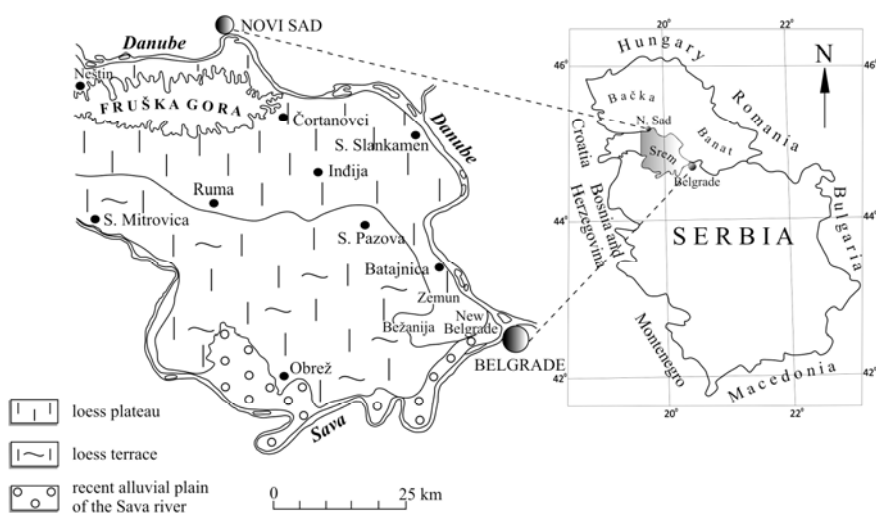 NOVI SAD
Danube
Neštin
FRUŠKA GORA
Čortanovci
Danube
S. Slankamen
Inđija
Ruma
S. Mitrovica
S. Pazova
Batajnica
Zemun
New
Belgrade
Bežanija
BELGRADE
Obrež
Sava
loess plateau
loess terrace
recent alluvial plain
of the Sava river
0
25 km
20°
22°
46°
46°
Hungary
N
Bačka
Romania
N. Sad
Banat
Croatia
Srem
Belgrade
Bosnia and
Herzegovina
Bulgaria
44°
44°
SERBIA
Montenegro
42°
42°
Macedonia
20°
22°